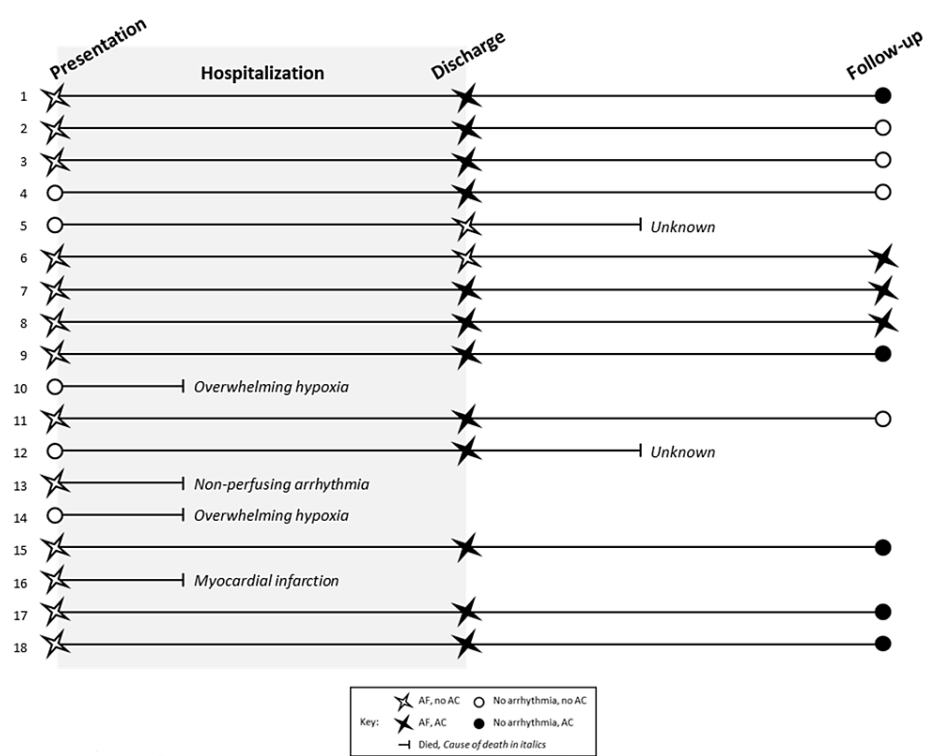 Presentation
Discharge
Follow-up
Hospitalization
1
2
3
4
5 Unknown
6
7
8
9
10 Overwhelming hypoxia
11
12 Unknown
13 Non-perfusing arrhythmia
14 Overwhelming hypoxia
15
16 Myocardial infarction
17
18
AF, no AC No arrhythmia, no AC
Key: AF, AC No arrhythmia, AC
Died, Cause of death in italics